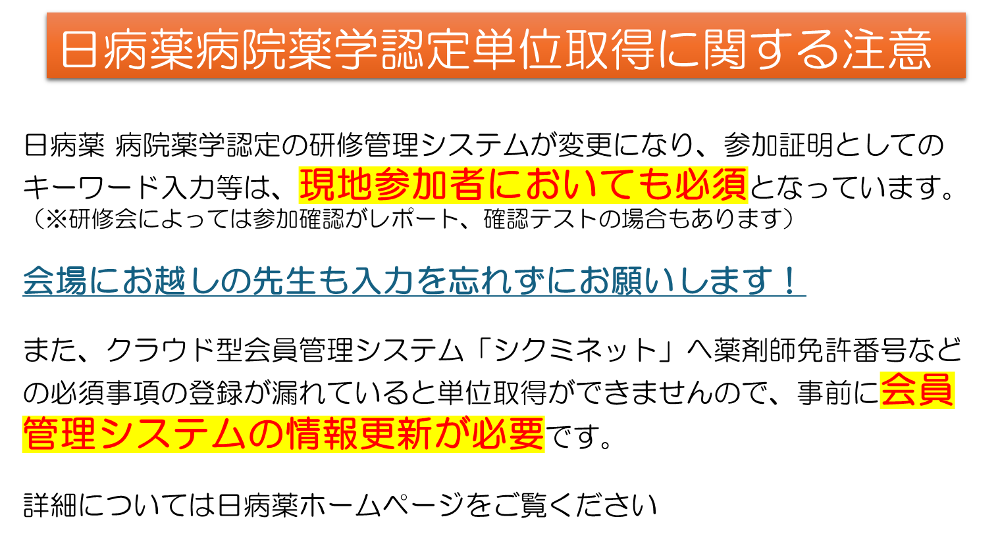 日病薬病院薬学認定単位取得に関する注意
日病薬 病院薬学認定の研修管理システムが変更になり、参加証明としての
キーワード入力等は、現地参加者においても必須となっています。
（※研修会によっては参加確認がレポート、確認テストの場合もあります）
会場にお越しの先生も入力を忘れずにお願いします！
また、クラウド型会員管理システム「シクミネット」へ薬剤師免許番号など
の必須事項の登録が漏れていると単位取得ができませんので、事前に会員
管理システムの情報更新が必要です。
詳細については日病薬ホームページをご覧ください